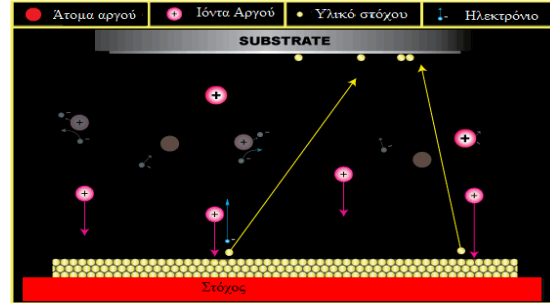 Άτομα αργού
Ιόντα Αργού
Υλικό στόχου
Ηλεκτρόνιο
SUBSTRATE
Στόχος